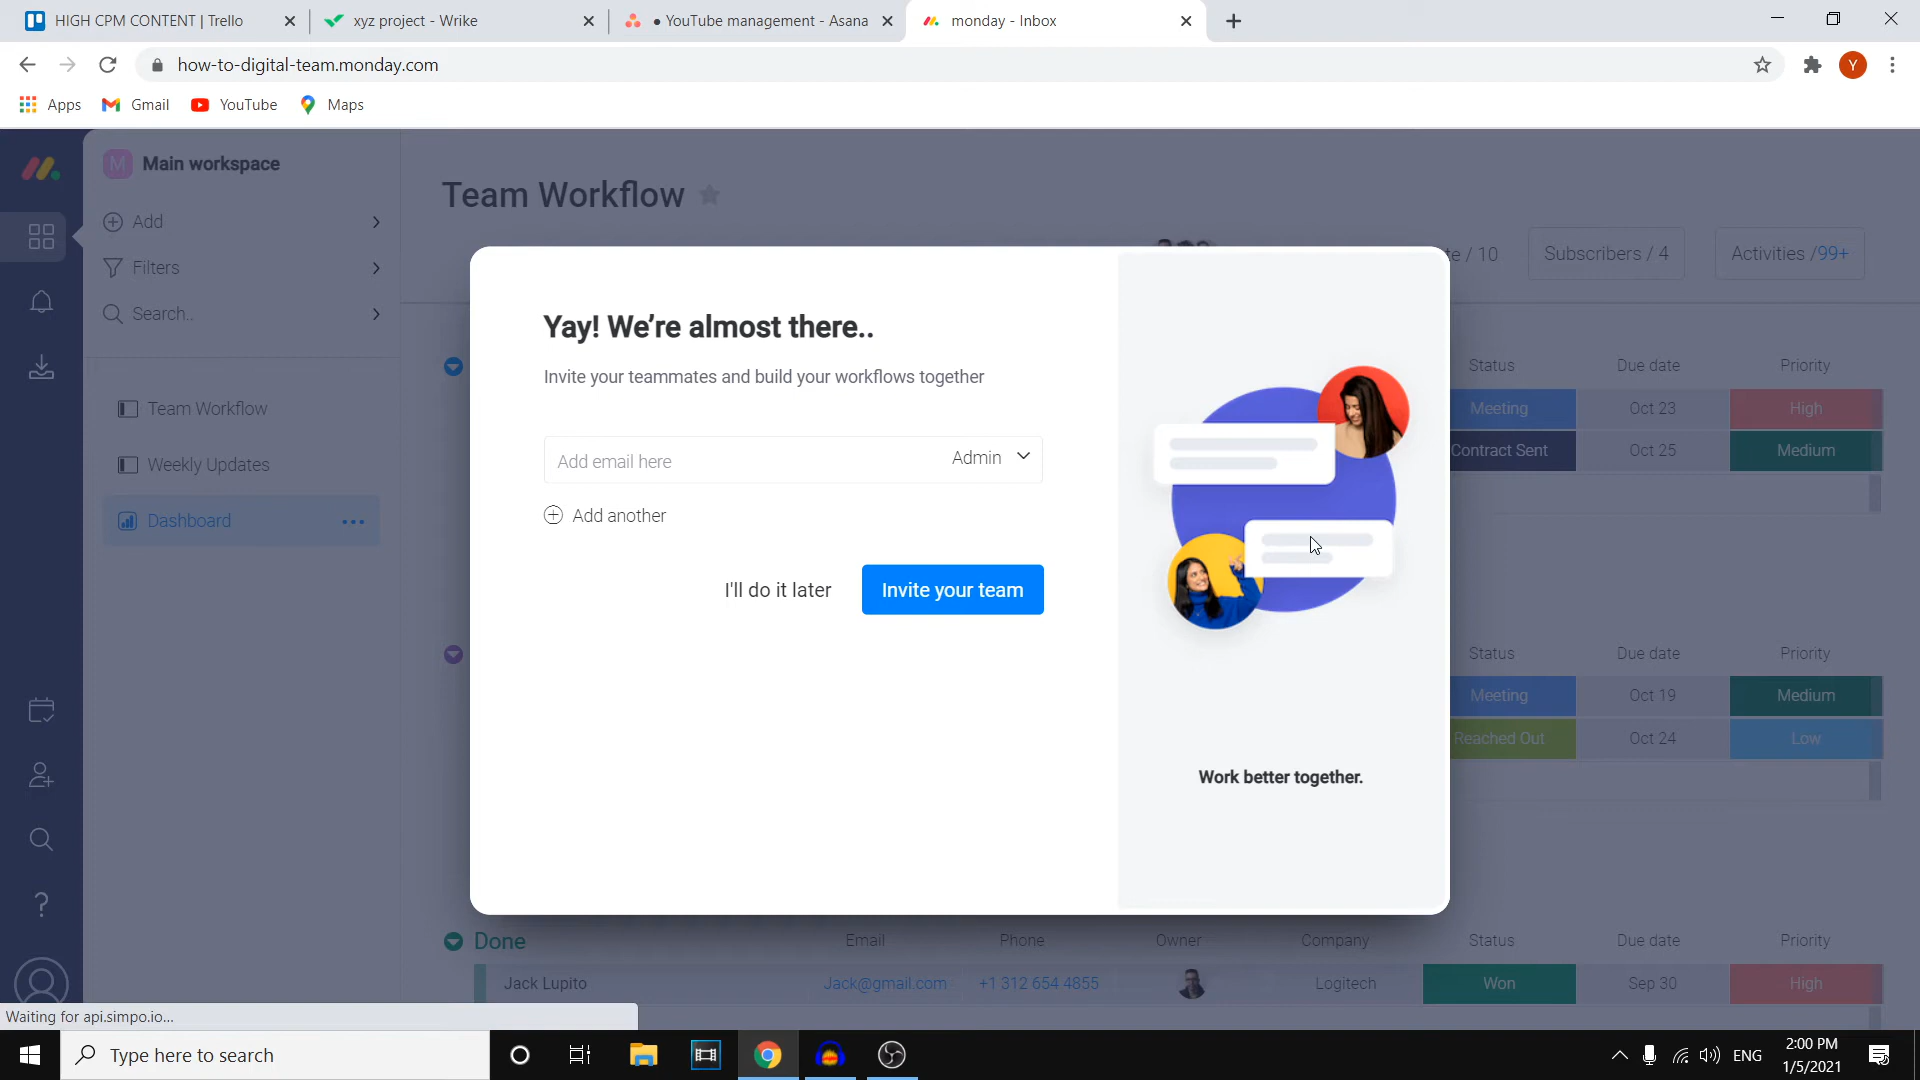 HIGH CPM CONTENT | Trello
xyz project - Wrike
• YouTube management - Asana
monday - Inbox
how-to-digital-team.monday.com
Y
Apps
Gmail
YouTube
Maps
M
Main workspace
Team Workflow
Add
Filters
Search..
te / 10
Subscribers / 4
Activities /99+
Team Workflow
Weekly Updates
Dashboard
Yay! We're almost there..
Invite your teammates and build your workflows together
Add email here
Admin
Add another
I'll do it later
Invite your team
Work better together.
Status
Due date
Priority
Meeting
Oct 23
High
Contract Sent
Oct 25
Medium
Status
Due date
Priority
Meeting
Oct 19
Medium
Reached Out
Oct 24
Low
Done
Email
Phone
Owner
Company
Status
Due date
Priority
Jack Lupito
Jack@gmail.com
+1 312 654 4855
Logitech
Won
Sep 30
High
Waiting for api.simpo.io...
Type here to search
ENG
2:00 PM
1/5/2021